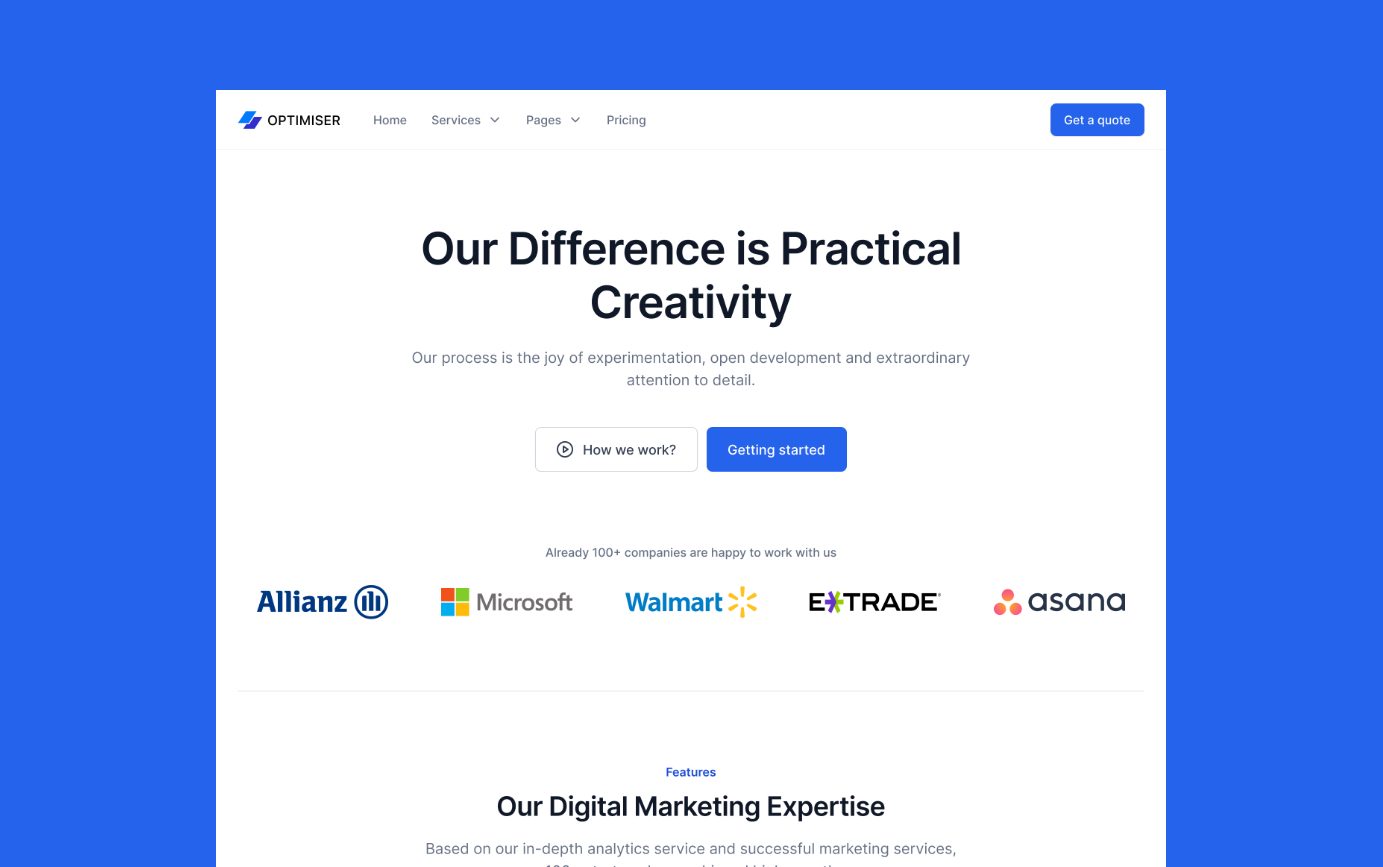 OPTIMISER
Home
Services
Pages
Pricing
Get a quote
Our Difference is Practical
Creativity
Our process is the joy of experimentation, open development and extraordinary
attention to detail.
How we work?
Getting started
Already 100+ companies are happy to work with us
Allianz
Microsoft
Walmart
E*TRADE
asana
Features
Our Digital Marketing Expertise
Based on our in-depth analytics service and successful marketing services,